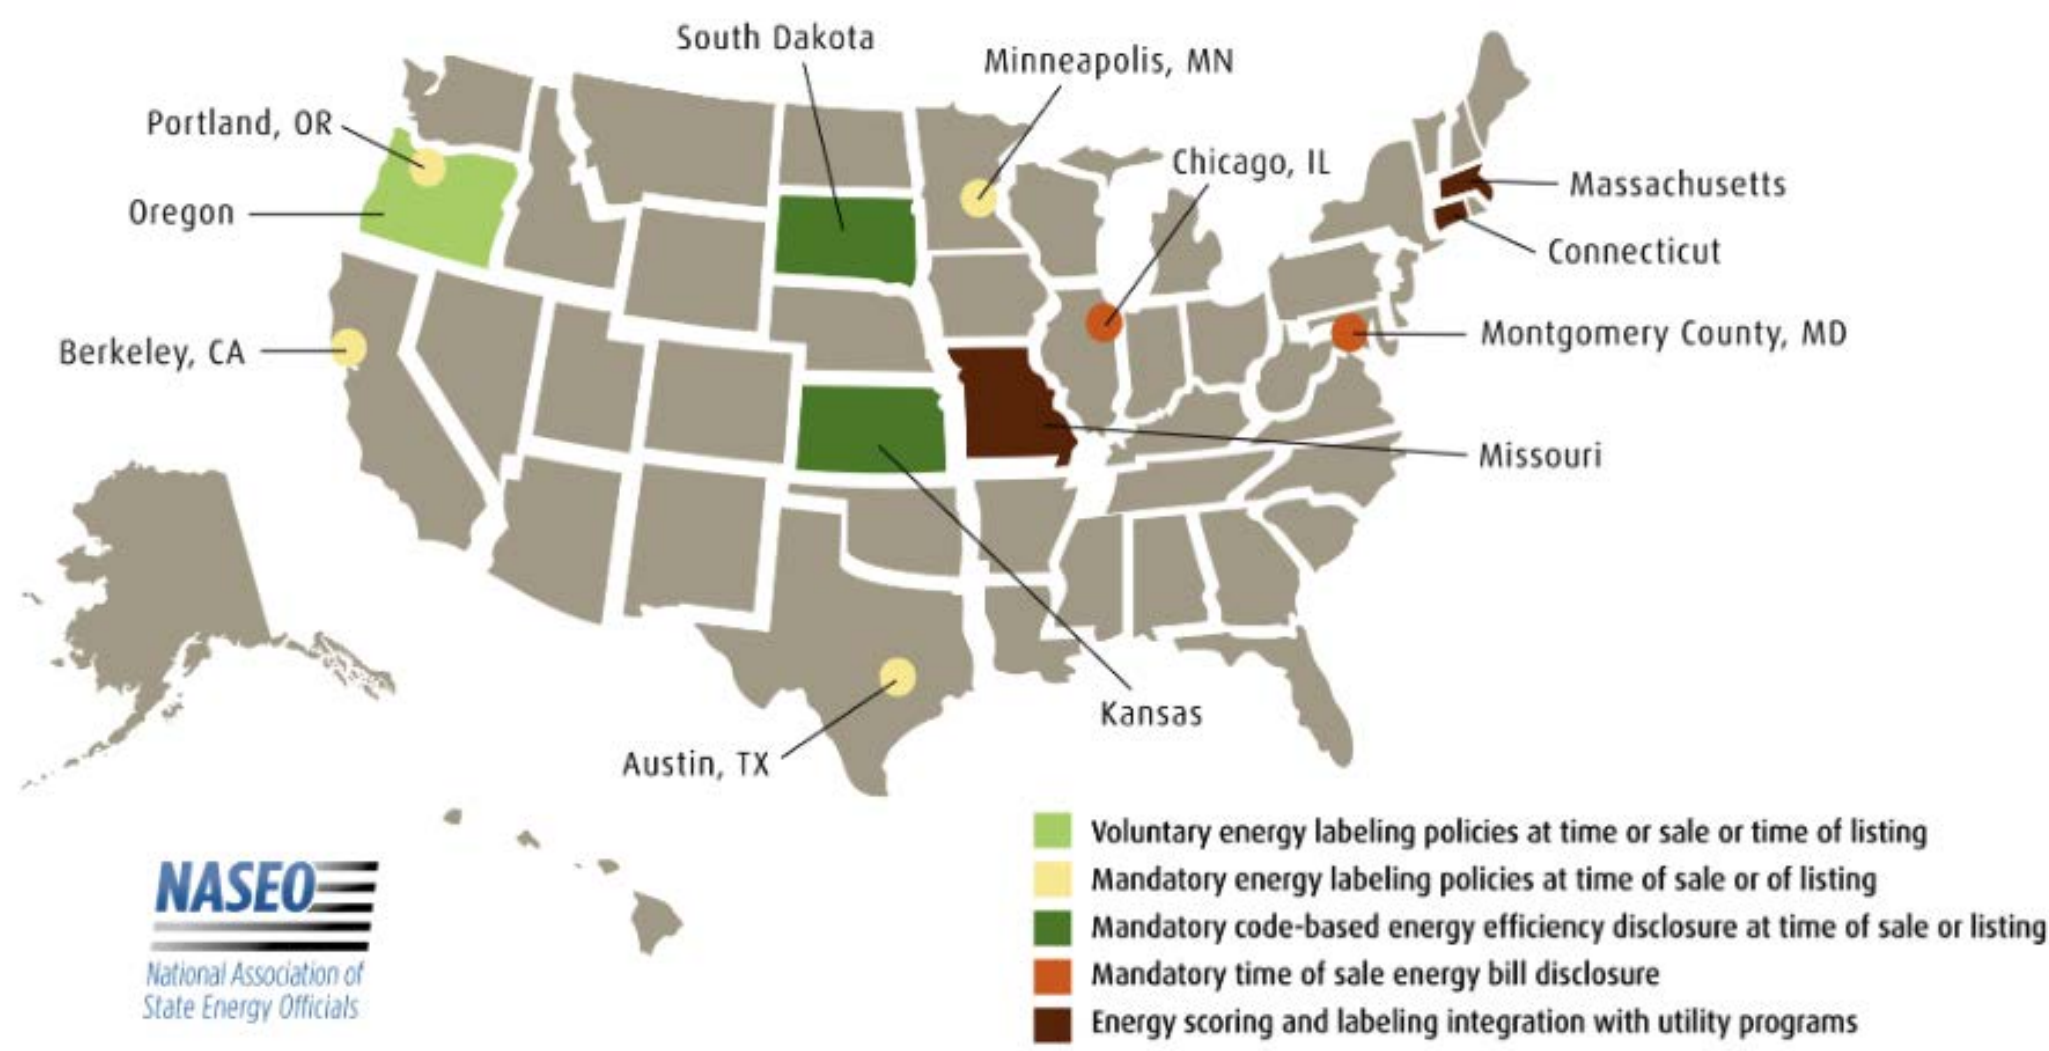 South Dakota
Minneapolis, MN
Portland, OR
Chicago, IL
Massachusetts
Oregon
Connecticut
Montgomery County, MD
Berkeley, CA
Missouri
Kansas
Austin, TX
Voluntary energy labeling policies at time or sale or time of listing
Mandatory energy labeling policies at time of sale or of listing
Mandatory code-based energy efficiency disclosure at time of sale or listing
Mandatory time of sale energy bill disclosure
Energy scoring and labeling integration with utility programs
NASEO
National Association of
State Energy Officials